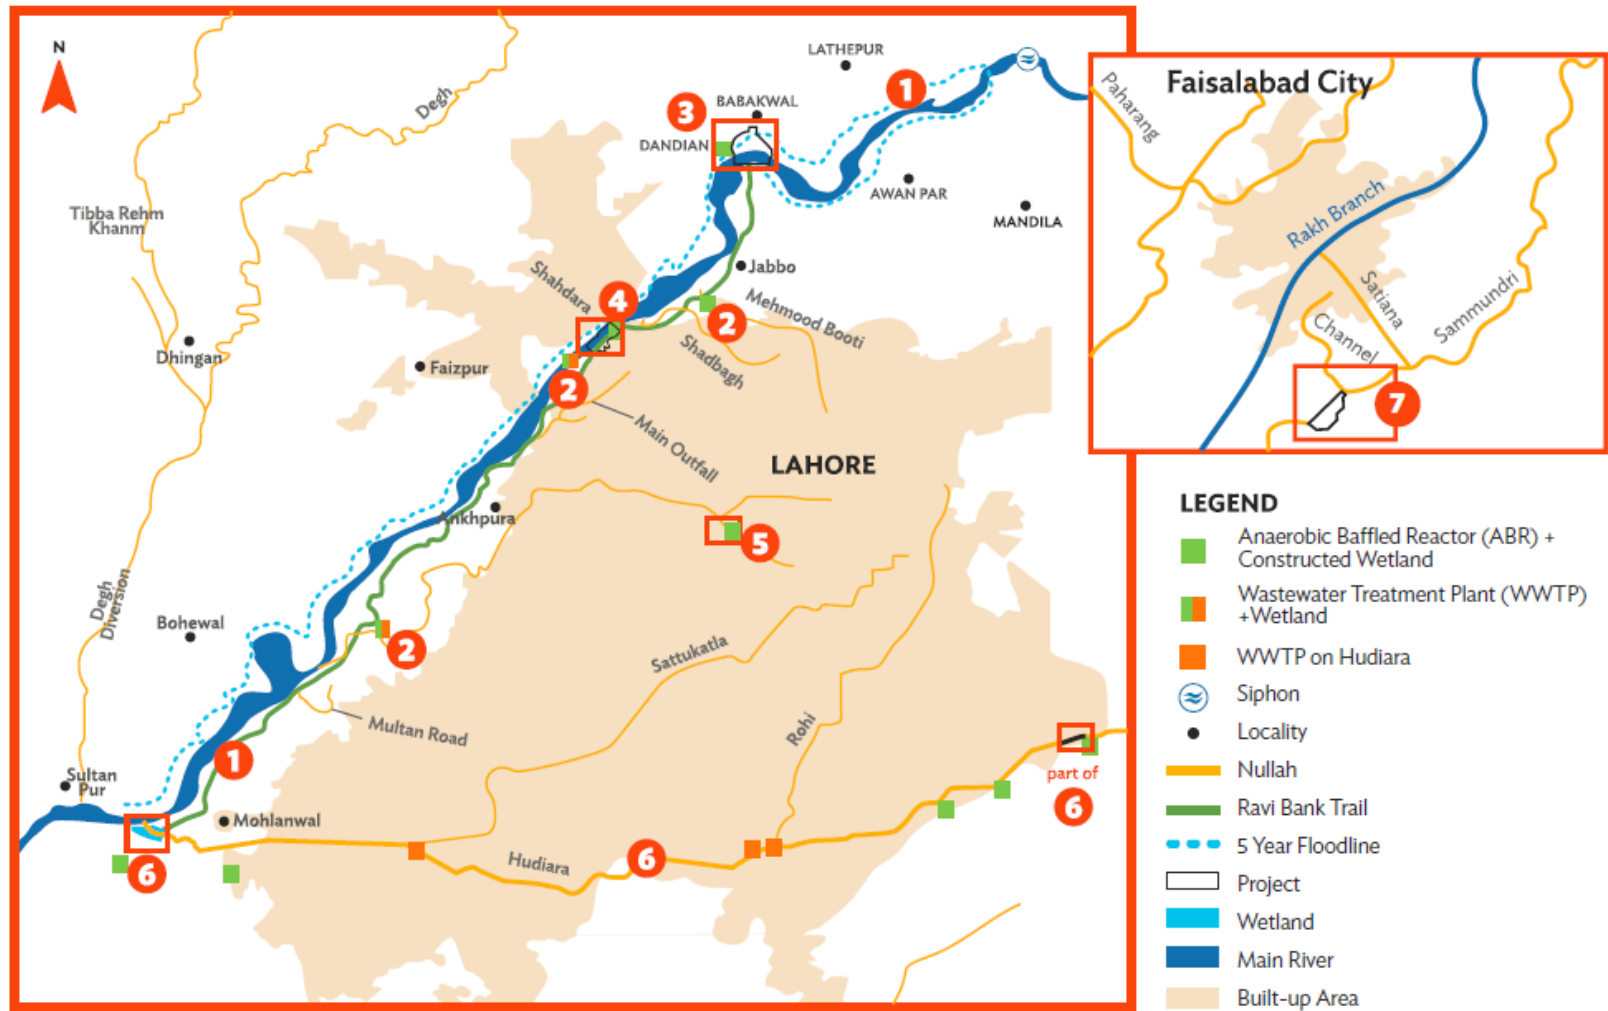 N
LATHEPUR
1
3
BABAKWAL
DANDIAN
Degh
AWAN PAR
MANDILA
Tibba Rehm
Khanm
Jabbo
Shahdara
4
Mehmood Booti
2
Shadbagh
Dhingan
Faizpur
2
Main Outfall
LAHORE
Ankhpura
5
Degh
Diversion
Bohewal
2
Sattukatla
Multan Road
Rohi
1
Sultan
Pur
part of
6
Mohlanwal
6
Hudiara
6
Faisalabad City
Paharang
Rakh Branch
Satiana
Channel
Sammundri
7
LEGEND
Anaerobic Baffled Reactor (ABR) +
Constructed Wetland
Wastewater Treatment Plant (WWTP)
+Wetland
WWTP on Hudiara
Siphon
Locality
Nullah
Ravi Bank Trail
5 Year Floodline
Project
Wetland
Main River
Built-up Area